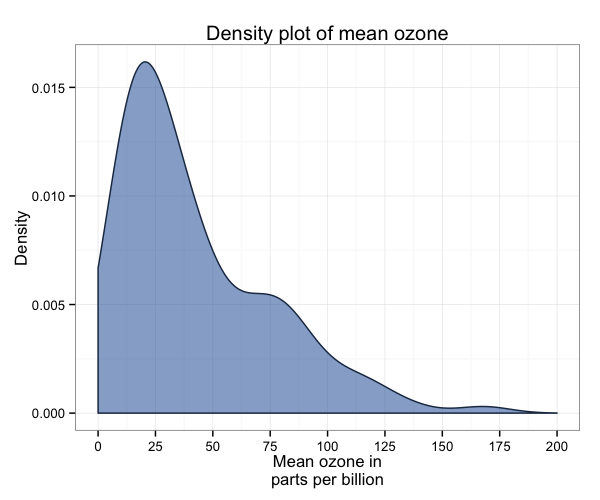 Density plot of mean ozone
Density
0.015
0.010
0.005
0.000
0 25 50 75 100 125 150 175 200
Mean ozone in
parts per billion